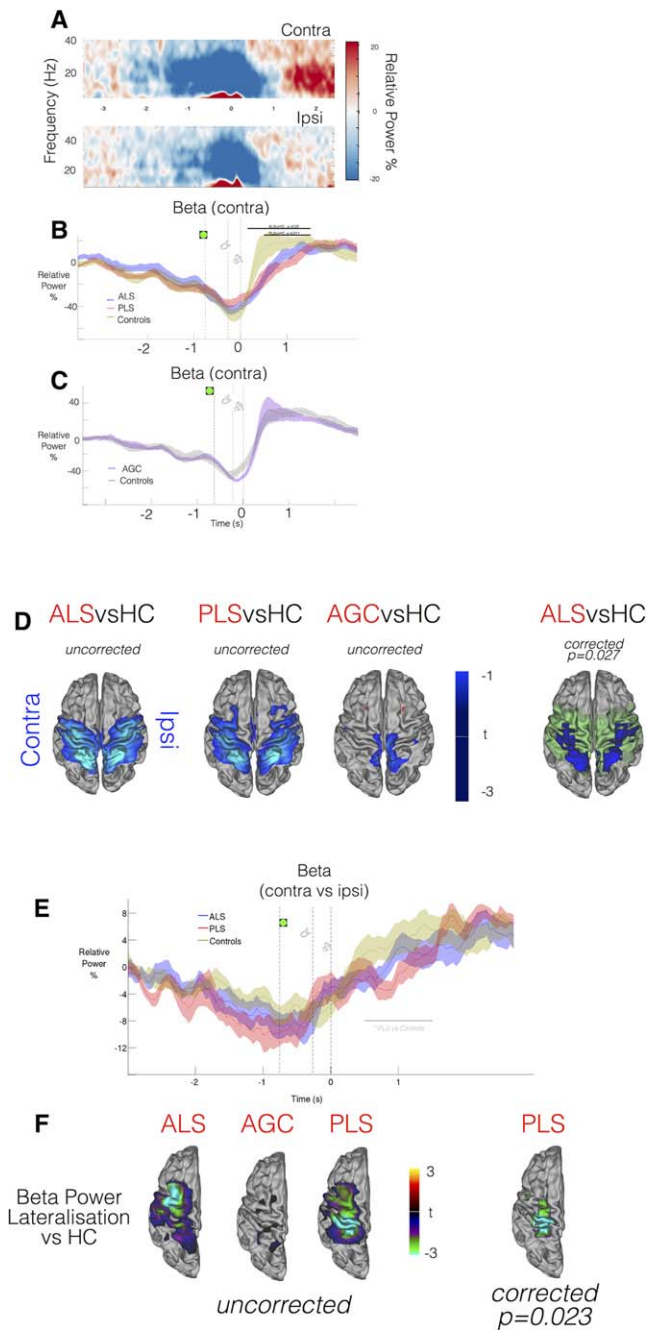 A
Contra
40
20
-3
-2
-1
0
1
2
Ipsi
40
20
Frequency (Hz)
20
0
-20
Relative Power %
B
Beta (contra)
0
-40
Relative
Power
%
ALS
PLS
Controls
-2
-1
0
1
C
Beta (contra)
40
0
-40
Relative
Power
%
AGC
Controls
-2
-1
0
1
Time (s)
D
ALSvsHC
PLSvsHC
AGCvsHC
ALSvsHC
uncorrected
uncorrected
uncorrected
corrected
p=0.027
Contra
Ipsi
-1
t
-3
E
Beta
(contra vs ipsi)
8
4
0
-4
-8
-12
Relative
Power
%
ALS
PLS
Controls
PLS vs Controls
-2
-1
0
1
Time (s)
F
ALS
AGC
PLS
PLS
Beta Power
Lateralisation
vs HC
3
t
-3
uncorrected
corrected
p=0.023